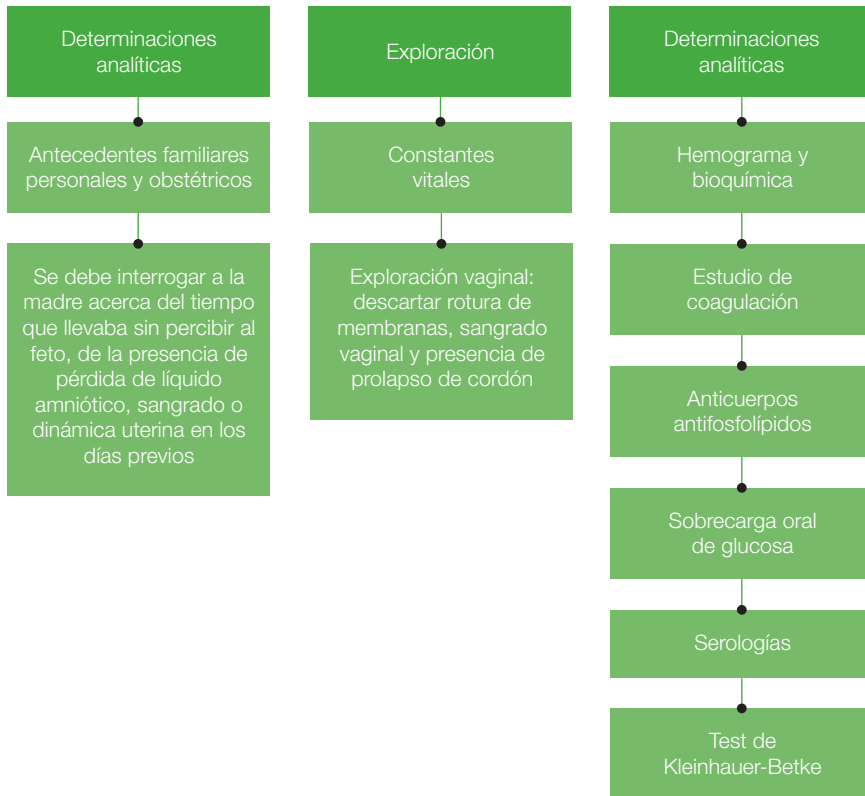 Determinaciones
analíticas
Antecedentes familiares
personales y obstétricos
Se debe interrogar a la
madre acerca del tiempo
que llevaba sin percibir al
feto, de la presencia de
pérdida de líquido
amniótico, sangrado o
dinámica uterina en los
días previos
Exploración
Constantes
vitales
Exploración vaginal:
descartar rotura de
membranas, sangrado
vaginal y presencia de
prolapso de cordón
Determinaciones
analíticas
Hemograma y
bioquímica
Estudio de
coagulación
Anticuerpos
antifosfolípidos
Sobrecarga oral
de glucosa
Serologías
Test de
Kleinhauer-Betke